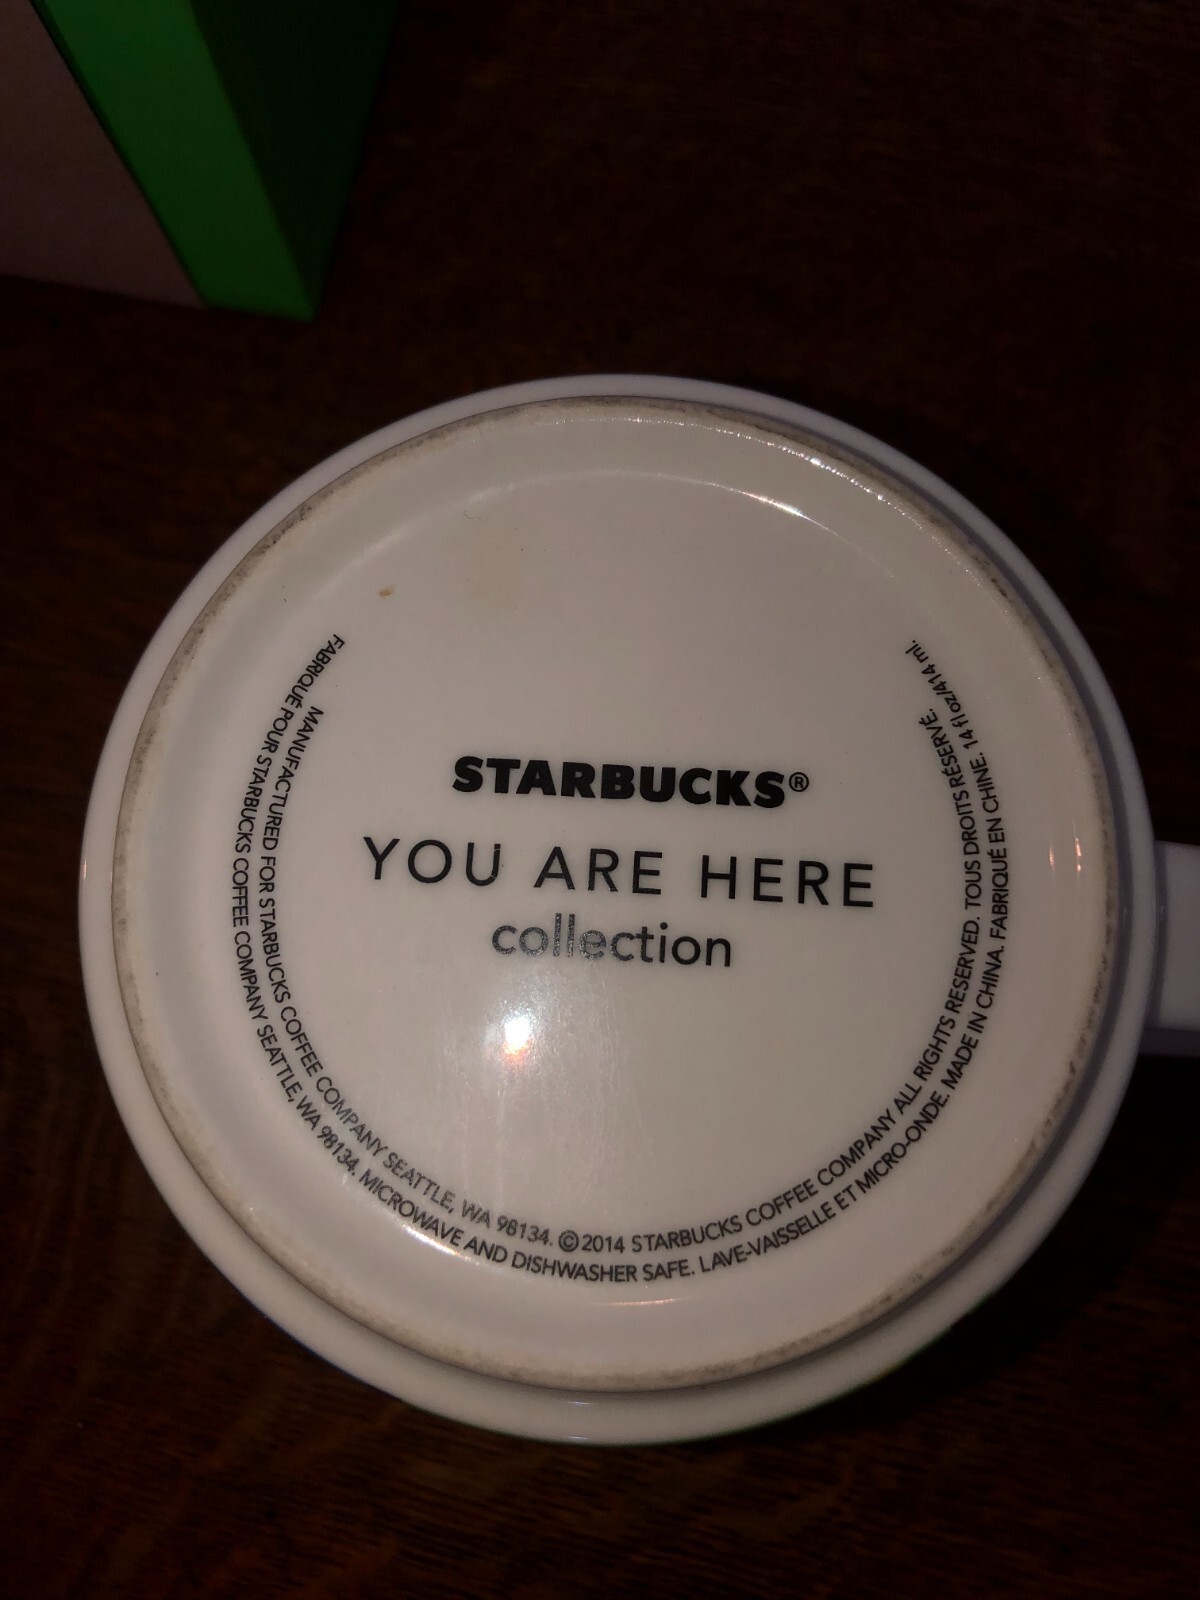 STARBUCKS®
YOU ARE HERE
collection
MANUFACTURED FOR STARBUCKS COFFEE COMPANY SEATTLE, WA 98134. ©2014 STARBUCKS COFFEE COMPANY ALL RIGHTS RESERVED. TOUS DROITS RÉSERVÉ.
FABRIQUÉ POUR STARBUCKS COFFEE COMPANY SEATTLE, WA 98134. MICROWAVE AND DISHWASHER SAFE. LAVE-VAISSELLE ET MICRO-ONDE. MADE IN CHINA. FABRIQUÉ EN CHINE. 14 fl oz/414 ml.